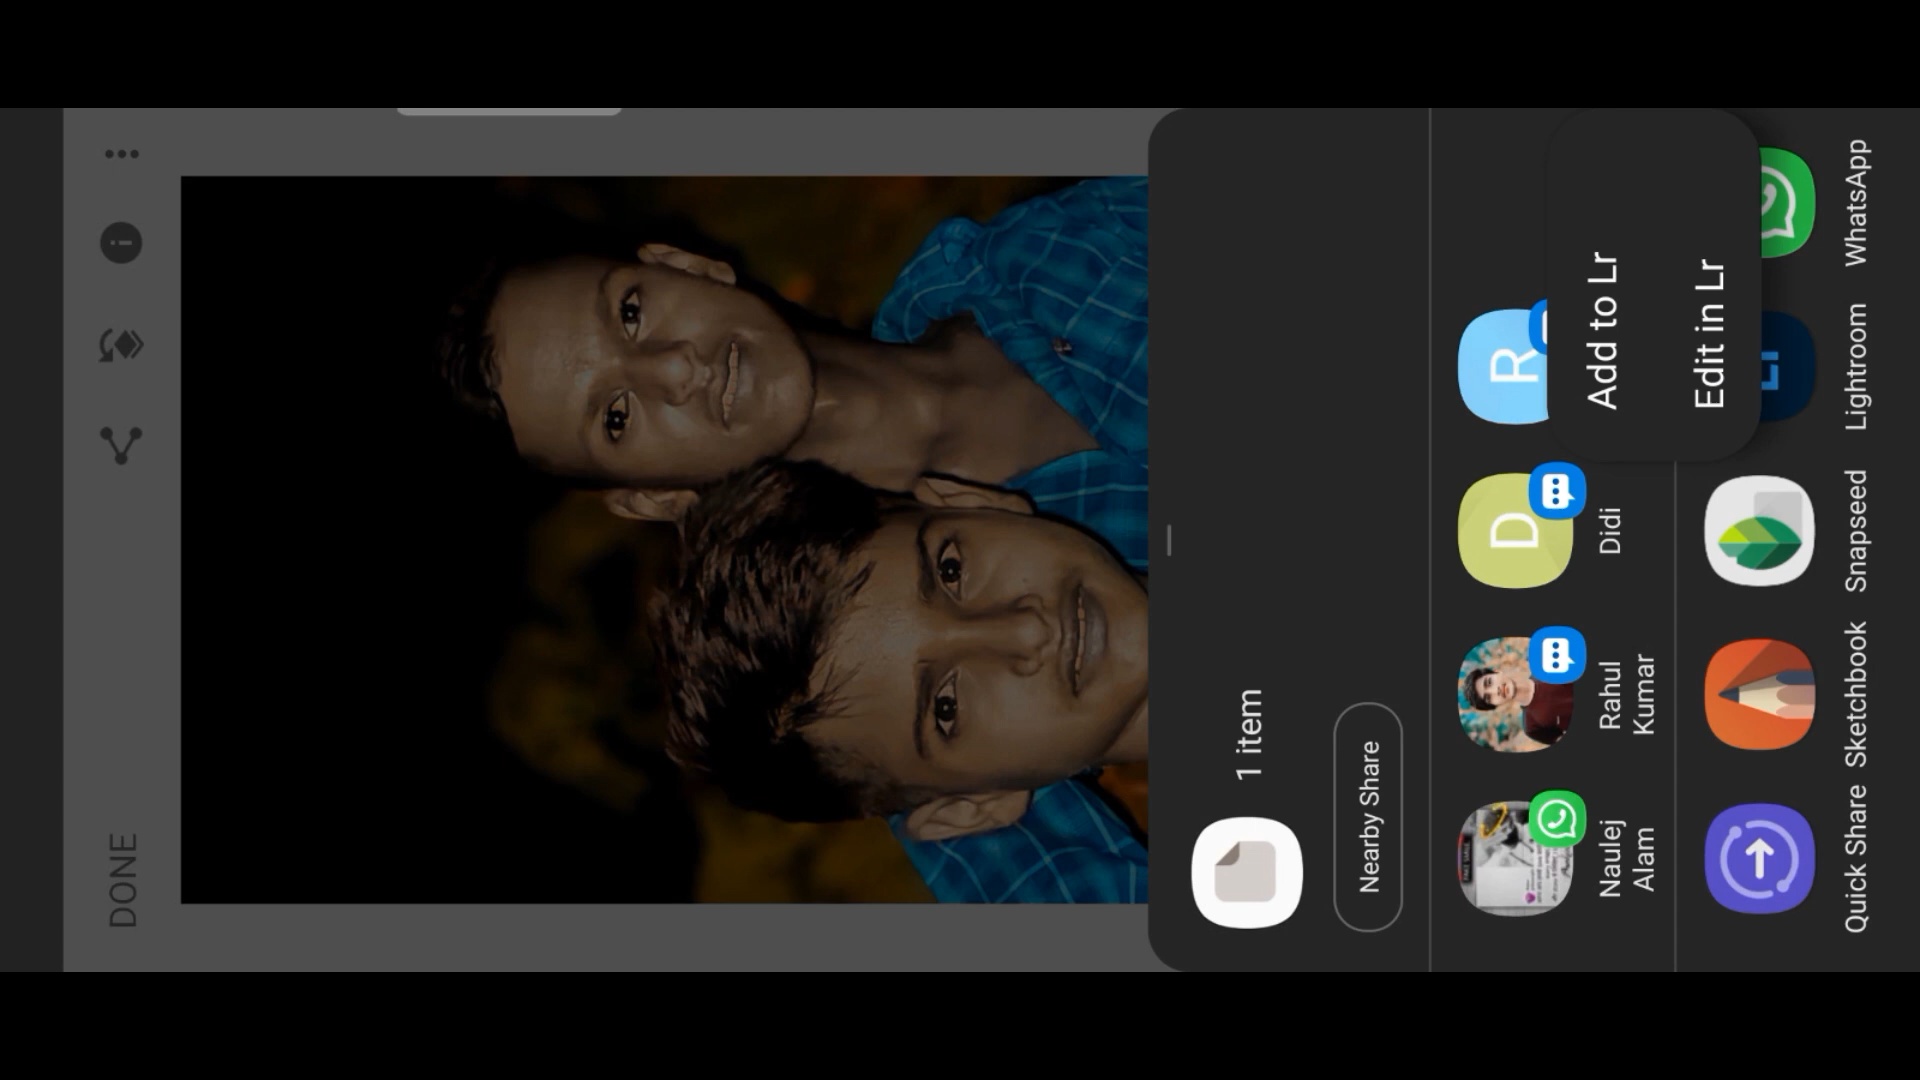 DONE
1 item
Nearby Share
Naulej
Alam
Rahul
Kumar
D
Didi
R
Add to Lr
Edit in Lr
Quick Share
Sketchbook
Snapseed
Lightroom
WhatsApp